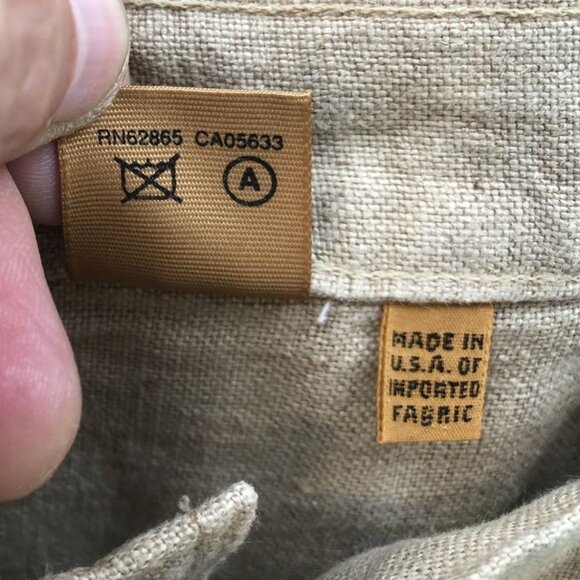 RN62865 CA05633
A
MADE IN
U.S.A. OF
IMPORTED
FABRIC